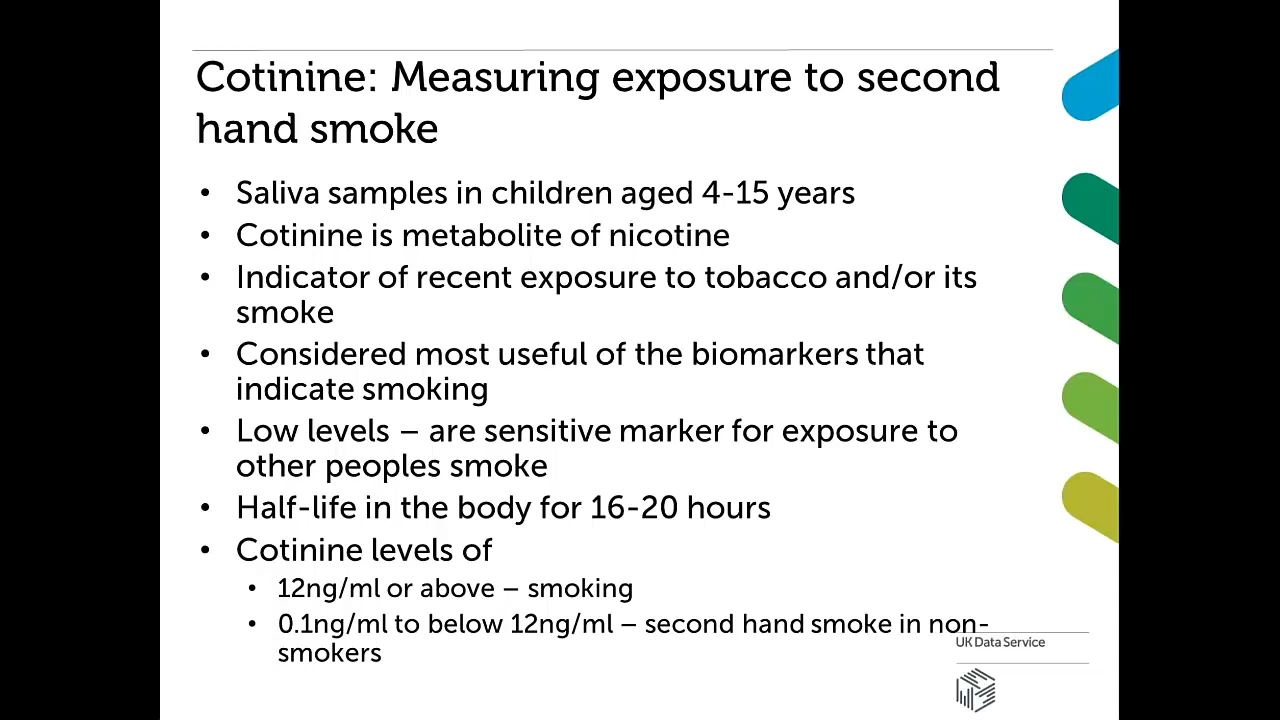 Cotinine: Measuring exposure to second
hand smoke
• Saliva samples in children aged 4-15 years
• Cotinine is metabolite of nicotine
• Indicator of recent exposure to tobacco and/or its
smoke
• Considered most useful of the biomarkers that
indicate smoking
• Low levels – are sensitive marker for exposure to
other peoples smoke
• Half-life in the body for 16-20 hours
• Cotinine levels of
• 12ng/ml or above – smoking
• 0.1ng/ml to below 12ng/ml – second hand smoke in non-
smokers
UK Data Service